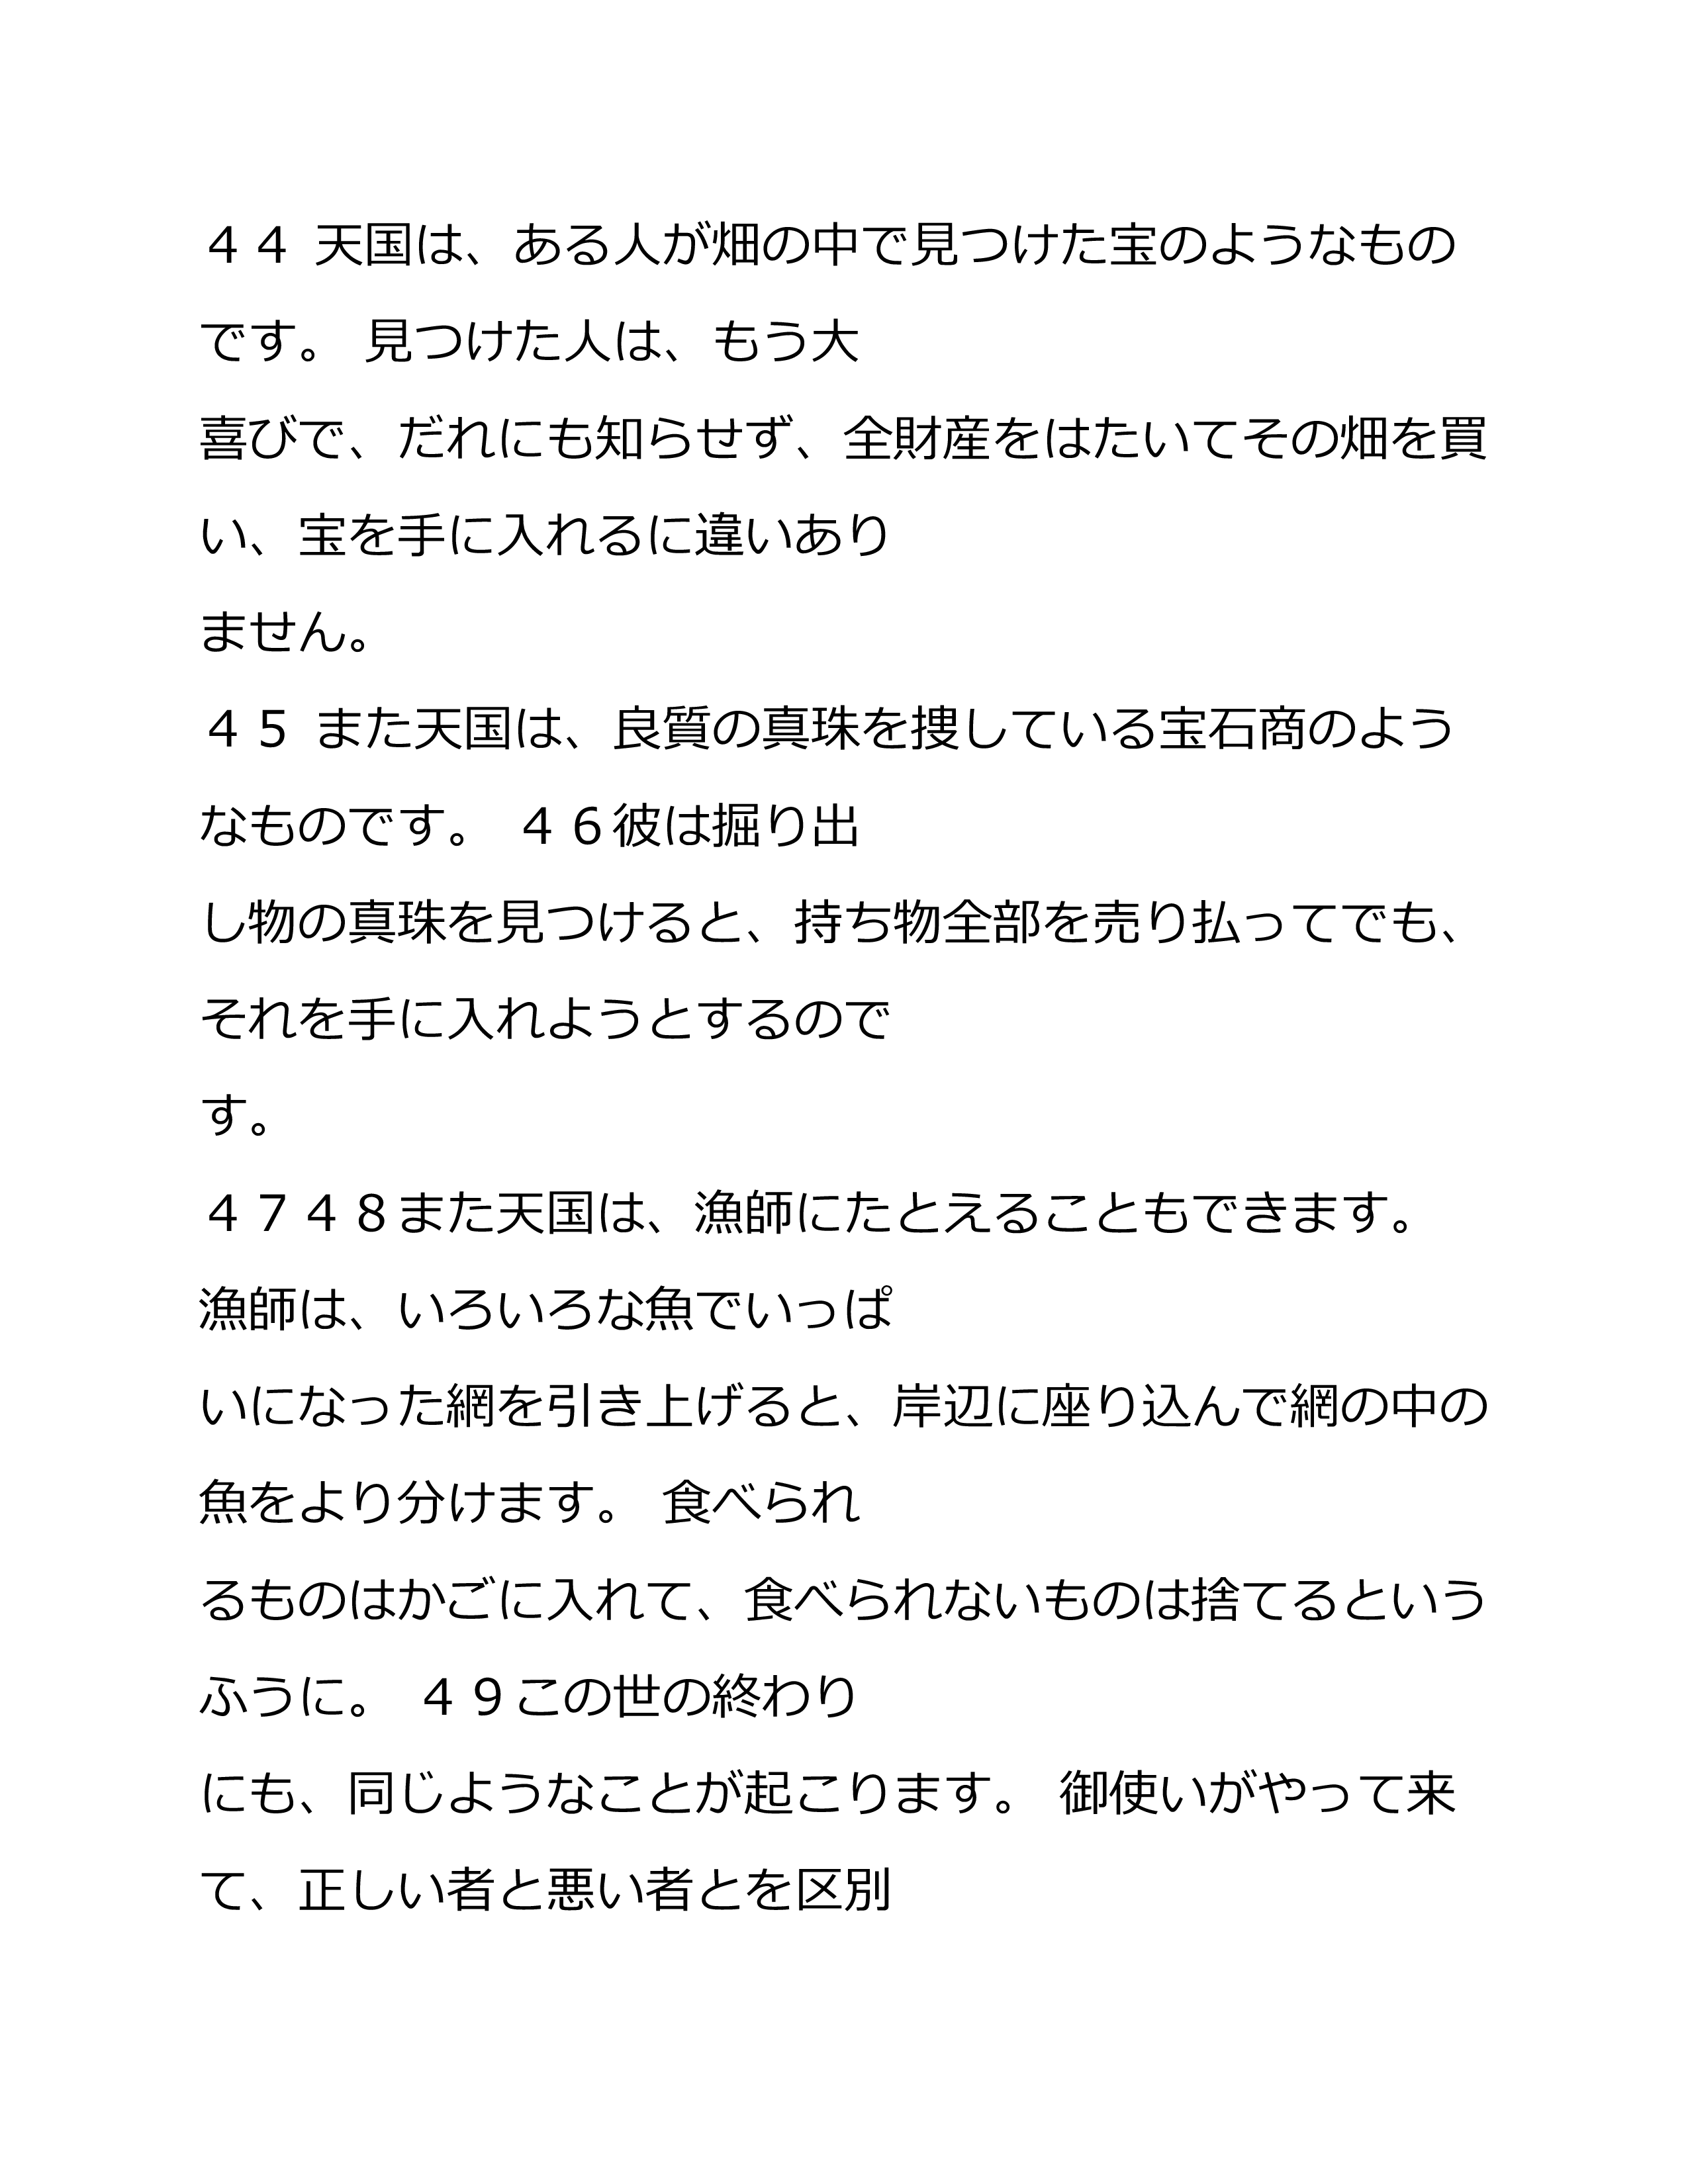 ４４ 天国は、ある人が畑の中で見つけた宝のようなもの
です。 見つけた人は、もう大
喜びで、だれにも知らせず、全財産をはたいてその畑を買
い、宝を手に入れるに違いあり
ません。
４５ また天国は、良質の真珠を捜している宝石商のよう
なものです。 ４６彼は掘り出
し物の真珠を見つけると、持ち物全部を売り払ってでも、
それを手に入れようとするので
す。
４７４８また天国は、漁師にたとえることもできます。
漁師は、いろいろな魚でいっぱ
いになった網を引き上げると、岸辺に座り込んで網の中の
魚をより分けます。 食べられ
るものはかごに入れて、食べられないものは捨てるという
ふうに。 ４９この世の終わり
にも、同じようなことが起こります。 御使いがやって来
て、正しい者と悪い者とを区別